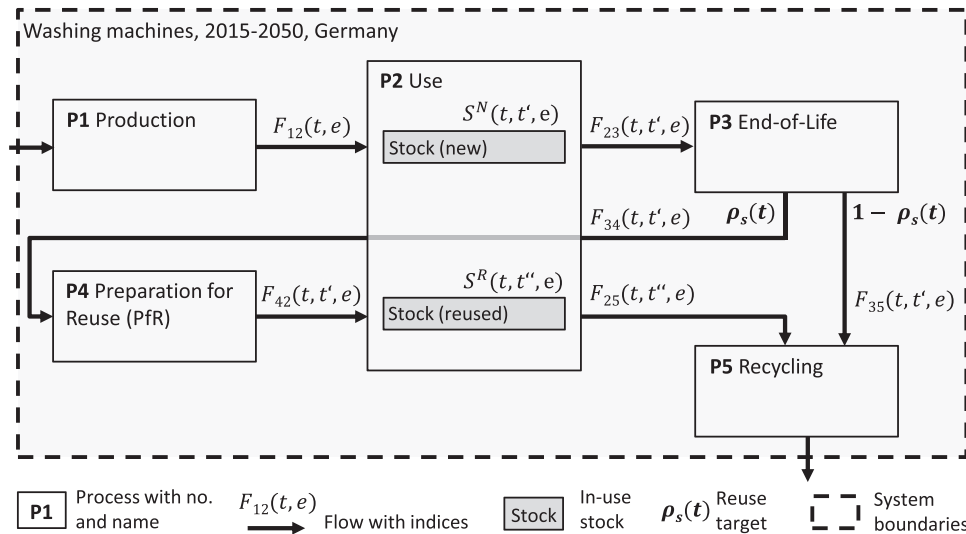 Washing machines, 2015-2050, Germany
P1 Production
F₁₂(t, e)
P2 Use
Sᴺ(t, t‘, e)
Stock (new)
F₂₃(t, t‘, e)
P3 End-of-Life
ρₛ(t)
1 − ρₛ(t)
F₃₄(t, t‘, e)
P4 Preparation for
Reuse (PfR)
F₄₂(t, t‘, e)
Sᴿ(t, t‘‘, e)
Stock (reused)
F₂₅(t, t‘‘, e)
F₃₅(t, t‘, e)
P5 Recycling
P1
Process with no.
and name
F₁₂(t, e)
Flow with indices
Stock
In-use
stock
ρₛ(t)
Reuse
target
System
boundaries